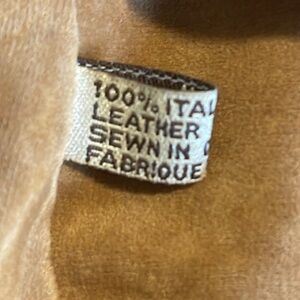 100% ITAL
LEATHER
SEWN IN
FABRIQUE